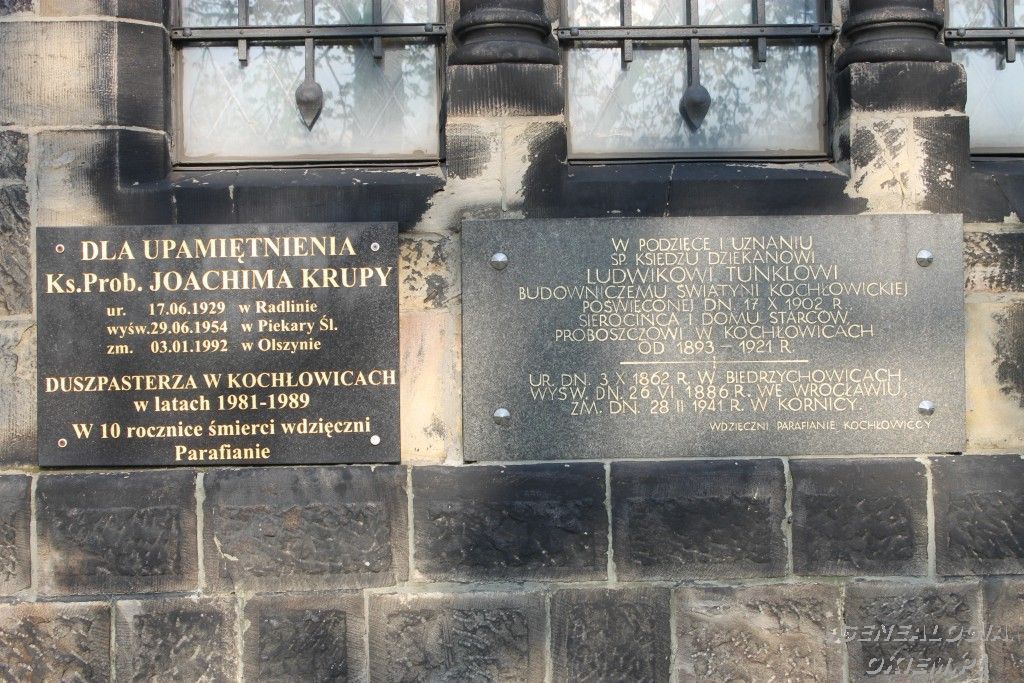 DLA UPAMIĘTNIENIA
Ks.Prob. JOACHIMA KRUPY
ur. 17.06.1929 w Radlinie
wyśw.29.06.1954 w Piekary Śl.
zm. 03.01.1992 w Olszynie
DUSZPASTERZA W KOCHŁOWICACH
w latach 1981-1989
W 10 rocznice śmierci wdzięczni
Parafianie
W PODZIĘCE I UZNANIU
ŚP. KSIĘDZU DZIEKANOWI
LUDWIKOWI TUNKLOWI
BUDOWNICZEMU ŚWIĄTYNI KOCHŁOWICKIEJ
POŚWIĘCONEJ DN. 17 X 1902 R.,
SIEROCIŃCA I DOMU STARCÓW,
PROBOSZCZOWI W KOCHŁOWICACH
OD 1893 - 1921 R.
UR. DN. 3 X 1862 R. W BIEDRZYCHOWICACH,
WYŚW. DN. 26 VI 1886 R. WE WROCŁAWIU,
ZM. DN. 28 II 1941 R. W KÓRNICY
WDZIĘCZNI PARAFIANIE KOCHŁOWICCY
GENEALOGIA
OKIEM.PL